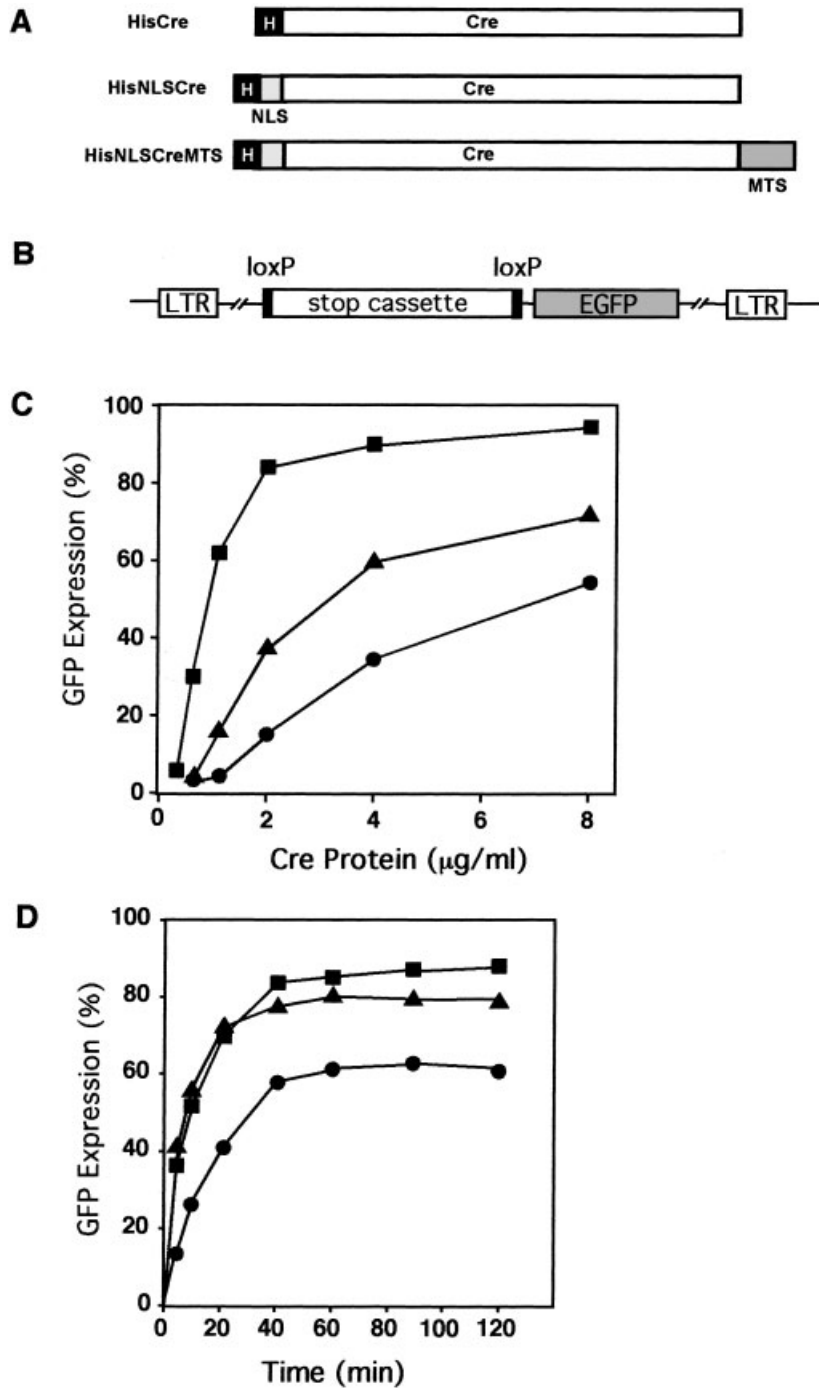 A
HisCre
H
Cre
HisNLSCre
H
Cre
NLS
HisNLSCreMTS
H
Cre
MTS
B
loxP
loxP
LTR
stop cassette
EGFP
LTR
C
GFP Expression (%)
100
80
60
40
20
0
0 2 4 6 8
Cre Protein (μg/ml)
D
GFP Expression (%)
100
80
60
40
20
0
0 20 40 60 80 100 120
Time (min)